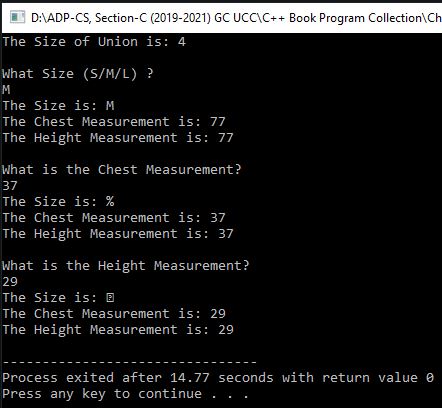 D:\ADP-CS, Section-C (2019-2021) GC UCC\C++ Book Program Collection\Ch
The Size of Union is: 4
What Size (S/M/L) ?
M
The Size is: M
The Chest Measurement is: 77
The Height Measurement is: 77
What is the Chest Measurement?
37
The Size is: %
The Chest Measurement is: 37
The Height Measurement is: 37
What is the Height Measurement?
29
The Size is:
The Chest Measurement is: 29
The Height Measurement is: 29
--------------------------------
Process exited after 14.77 seconds with return value 0
Press any key to continue . . .